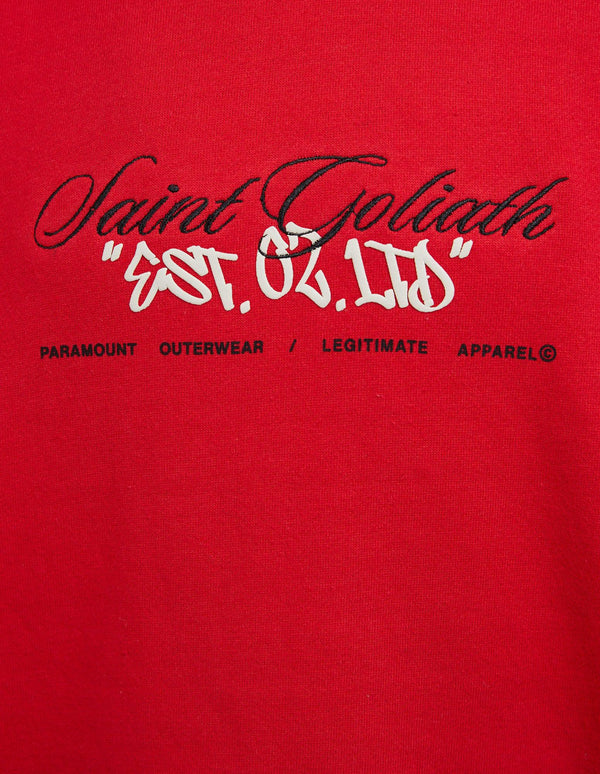 Saint Goliath
"EST. 02. LTD"
PARAMOUNT OUTERWEAR / LEGITIMATE APPAREL©